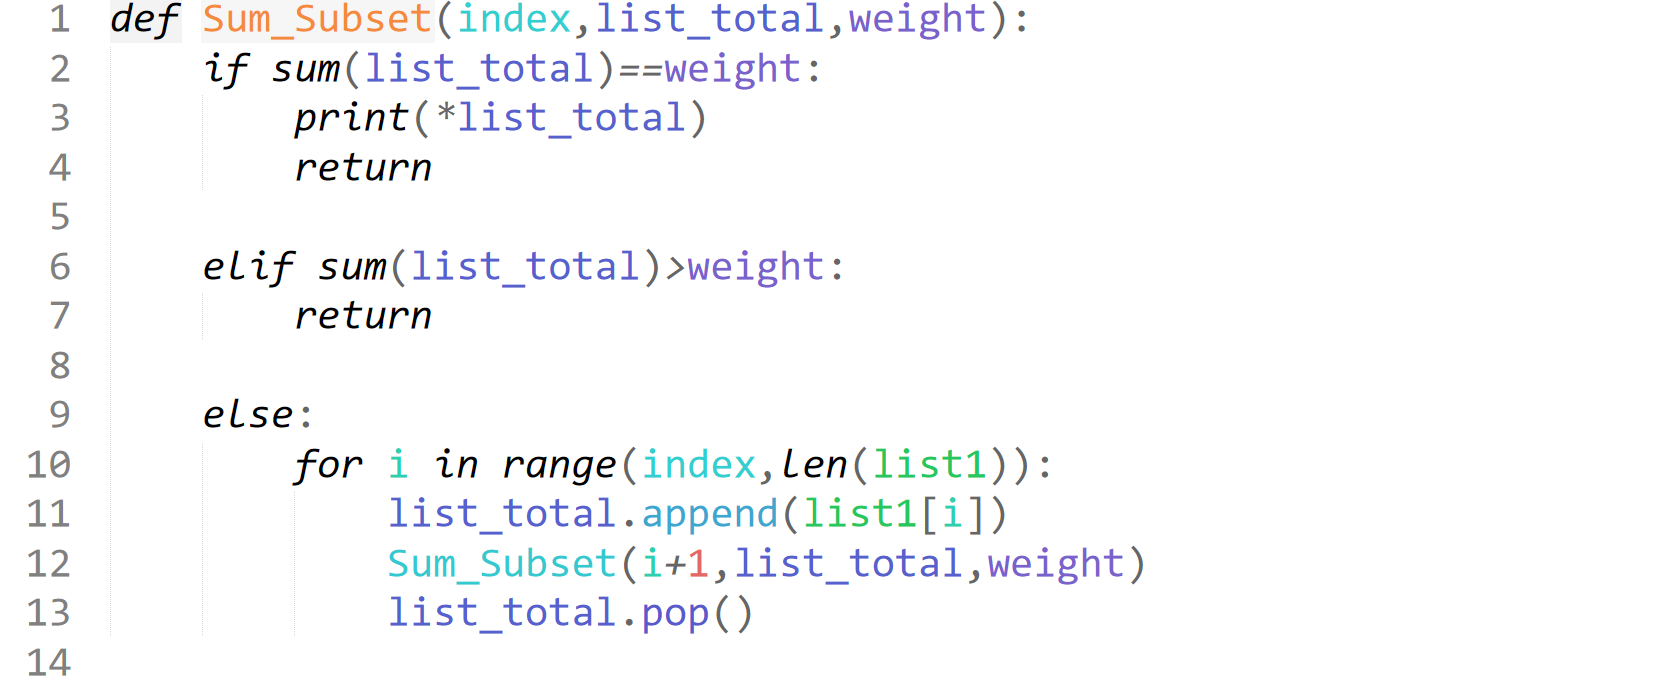 1 def Sum_Subset(index,list_total,weight):
2     if sum(list_total)==weight:
3         print(*list_total)
4         return
5
6     elif sum(list_total)>weight:
7         return
8
9     else:
10         for i in range(index,len(list1)):
11             list_total.append(list1[i])
12             Sum_Subset(i+1,list_total,weight)
13             list_total.pop()
14